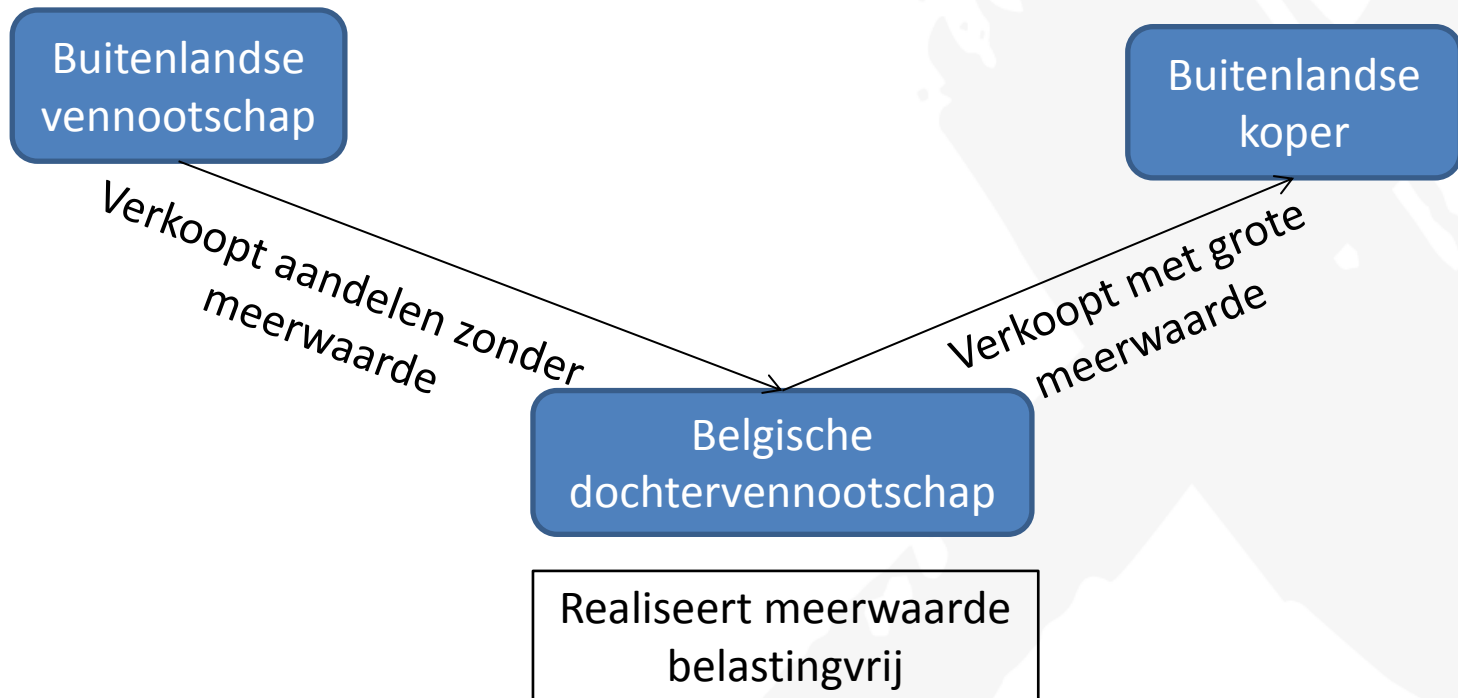 Buitenlandse
vennootschap
Buitenlandse
koper
Verkoopt aandelen zonder
meerwaarde
Verkoopt met grote
meerwaarde
Belgische
dochtervennootschap
Realiseert meerwaarde
belastingvrij